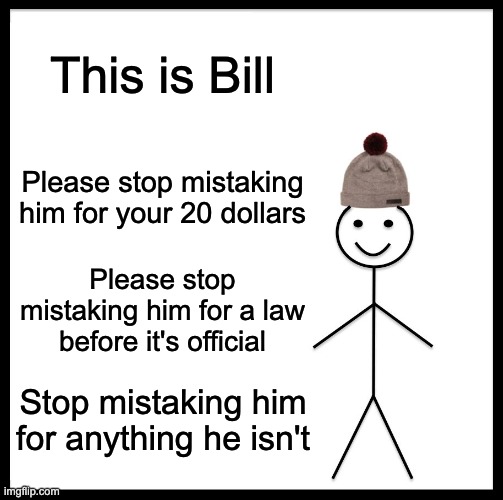 This is Bill
Please stop mistaking
him for your 20 dollars
Please stop
mistaking him for a law
before it's official
Stop mistaking him
for anything he isn't
imgflip.com